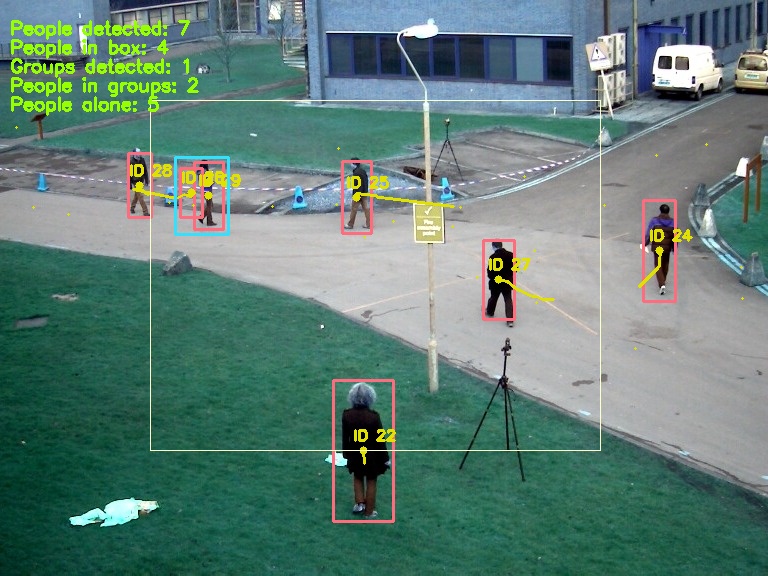 People detected: 7
People in box: 4
Groups detected: 1
People in groups: 2
People alone: 5
ID 28
ID 25
ID 24
ID 27
ID 22